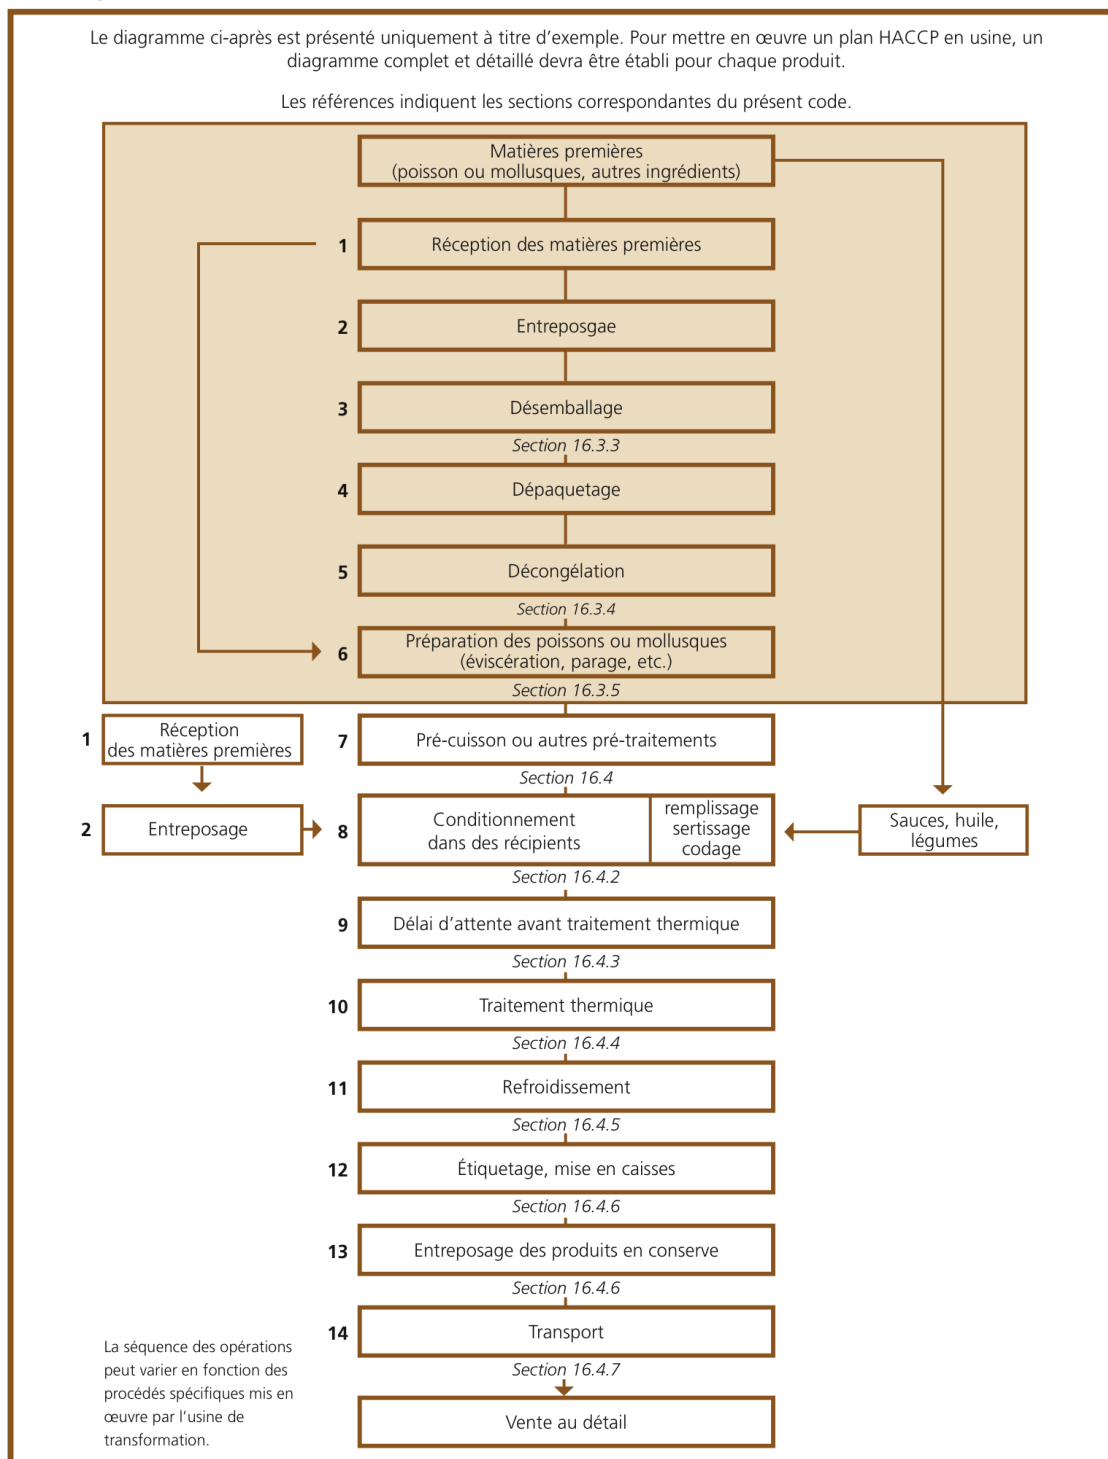 Le diagramme ci-après est présenté uniquement à titre d'exemple. Pour mettre en œuvre un plan HACCP en usine, un
diagramme complet et détaillé devra être établi pour chaque produit.
Les références indiquent les sections correspondantes du présent code.
Matières premières
(poisson ou mollusques, autres ingrédients)
1 Réception des matières premières
2 Entreposgae
3 Désemballage
Section 16.3.3
4 Dépaquetage
5 Décongélation
Section 16.3.4
6 Préparation des poissons ou mollusques
(éviscération, parage, etc.)
Section 16.3.5
1 Réception
des matières premières
7 Pré-cuisson ou autres pré-traitements
Section 16.4
2 Entreposage
8 Conditionnement
dans des récipients
remplissage
sertissage
codage
Sauces, huile,
légumes
Section 16.4.2
9 Délai d'attente avant traitement thermique
Section 16.4.3
10 Traitement thermique
Section 16.4.4
11 Refroidissement
Section 16.4.5
12 Étiquetage, mise en caisses
Section 16.4.6
13 Entreposage des produits en conserve
Section 16.4.6
14 Transport
Section 16.4.7
Vente au détail
La séquence des opérations
peut varier en fonction des
procédés spécifiques mis en
œuvre par l'usine de
transformation.